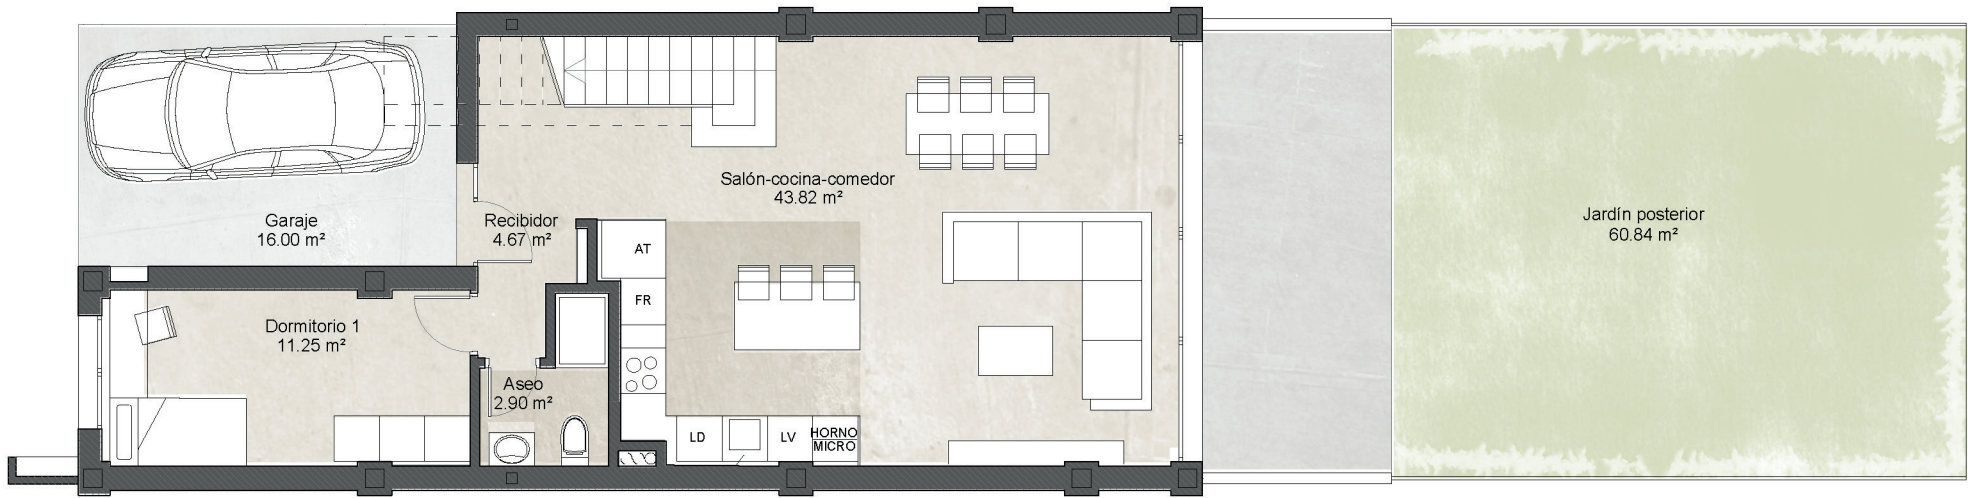 Garaje
16.00 m²
Recibidor
4.67 m²
Salón-cocina-comedor
43.82 m²
Jardín posterior
60.84 m²
AT
FR
Dormitorio 1
11.25 m²
Aseo
2.90 m²
LD
LV
HORNO
MICRO